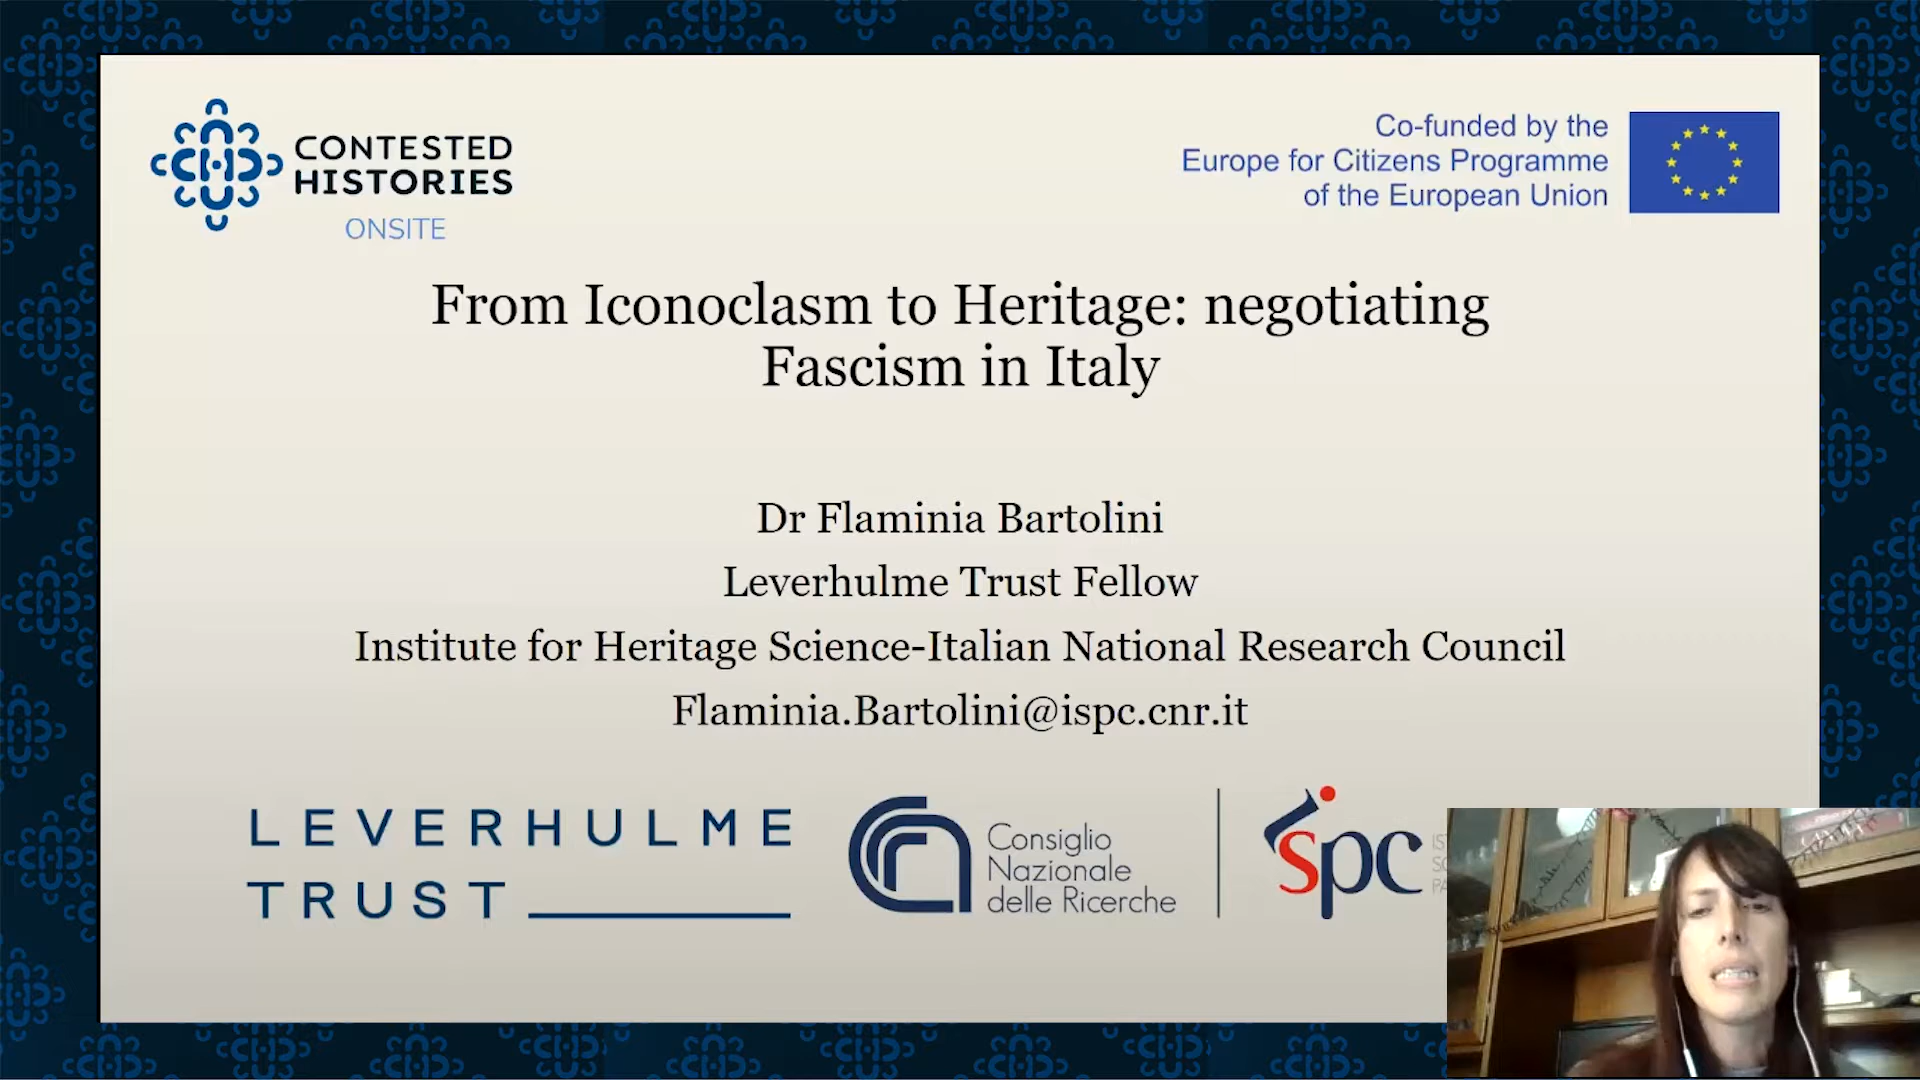 CONTESTED
HISTORIES
ONSITE
Co-funded by the
Europe for Citizens Programme
of the European Union
From Iconoclasm to Heritage: negotiating
Fascism in Italy
Dr Flaminia Bartolini
Leverhulme Trust Fellow
Institute for Heritage Science-Italian National Research Council
Flaminia.Bartolini@ispc.cnr.it
LEVERHULME
TRUST
Consiglio
Nazionale
delle Ricerche
ispc